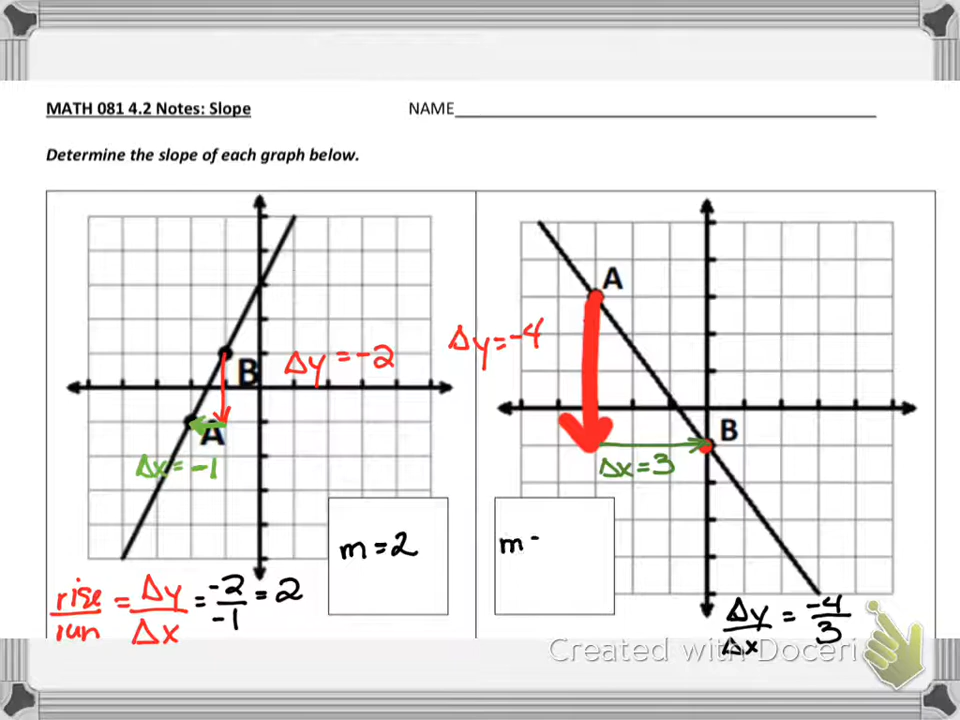 MATH 081 4.2 Notes: Slope NAME
Determine the slope of each graph below.
A
B
Δy = -2
Δy = -4
B
A
B
Δx = -1
Δx = 3
m = 2
m -
rise/run = Δy/Δx = -2/-1 = 2
Δy/Δx = -4/3
Created with Doceri